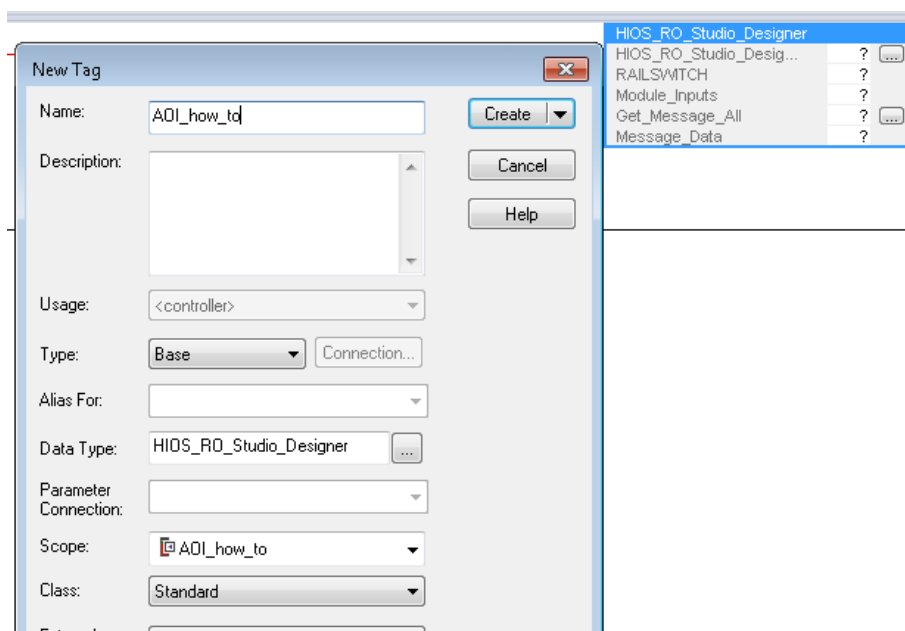 New Tag
Name: AOI_how_to
Create
Description:
Cancel
Help
Usage: <controller>
Type: Base Connection...
Alias For:
Data Type: HIOS_RO_Studio_Designer ...
Parameter
Connection:
Scope: AOI_how_to
Class: Standard
HIOS_RO_Studio_Designer
HIOS_RO_Studio_Desig... ? ...
RAILSWITCH ?
Module_Inputs ?
Get_Message_All ? ...
Message_Data ?